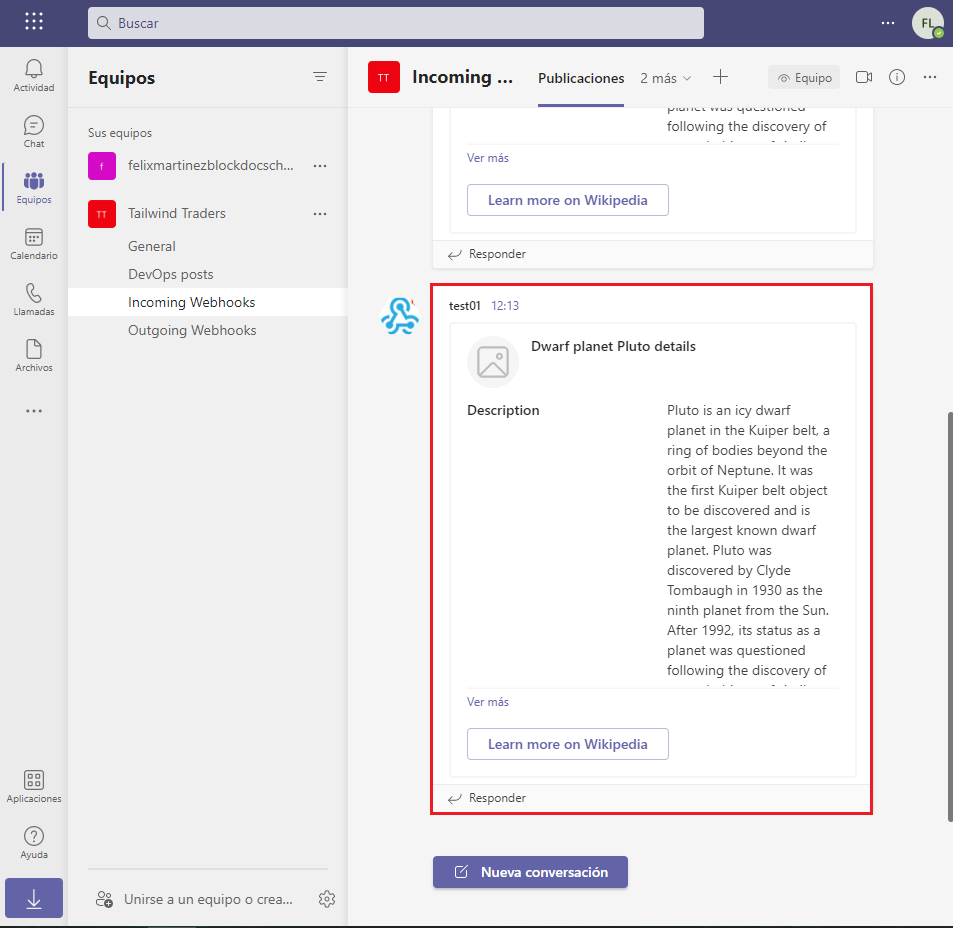 Buscar
FL
Actividad
Chat
Equipos
Calendario
Llamadas
Archivos
Aplicaciones
Ayuda
Equipos
Sus equipos
f
felixmartinezblockdocsch...
TT
Tailwind Traders
General
DevOps posts
Incoming Webhooks
Outgoing Webhooks
Unirse a un equipo o crea...
TT
Incoming ...
Publicaciones
2 más
Equipo
planet was questioned
following the discovery of
Ver más
Learn more on Wikipedia
Responder
test01 12:13
Dwarf planet Pluto details
Description
Pluto is an icy dwarf
planet in the Kuiper belt, a
ring of bodies beyond the
orbit of Neptune. It was
the first Kuiper belt object
to be discovered and is
the largest known dwarf
planet. Pluto was
discovered by Clyde
Tombaugh in 1930 as the
ninth planet from the Sun.
After 1992, its status as a
planet was questioned
following the discovery of
Ver más
Learn more on Wikipedia
Responder
Nueva conversación